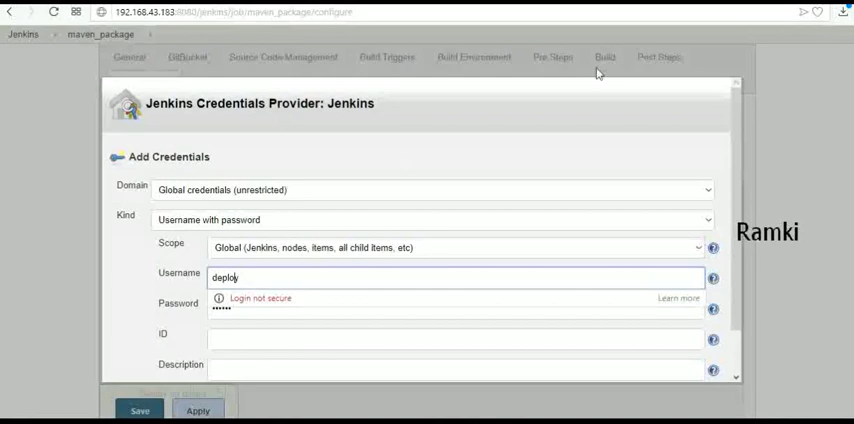 192.168.43.183:8080/jenkins/job/maven_package/configure
Jenkins
maven_package
General
GitBucket
Source Code Management
Build Triggers
Build Environment
Pre Steps
Build
Post Steps
Jenkins Credentials Provider: Jenkins
Add Credentials
Domain
Global credentials (unrestricted)
Kind
Username with password
Scope
Global (Jenkins, nodes, items, all child items, etc)
Username
deploy
Login not secure
Learn more
Password
••••••
ID
Description
Save
Apply
Ramki